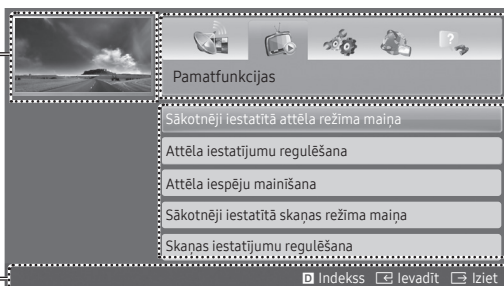 Pamatfunkcijas
Sākotnēji iestatītā attēla režīma maiņa
Attēla iestatījumu regulēšana
Attēla iespēju mainīšana
Sākotnēji iestatītā skaņas režīma maiņa
Skaņas iestatījumu regulēšana
D Indekss Ievadīt Iziet